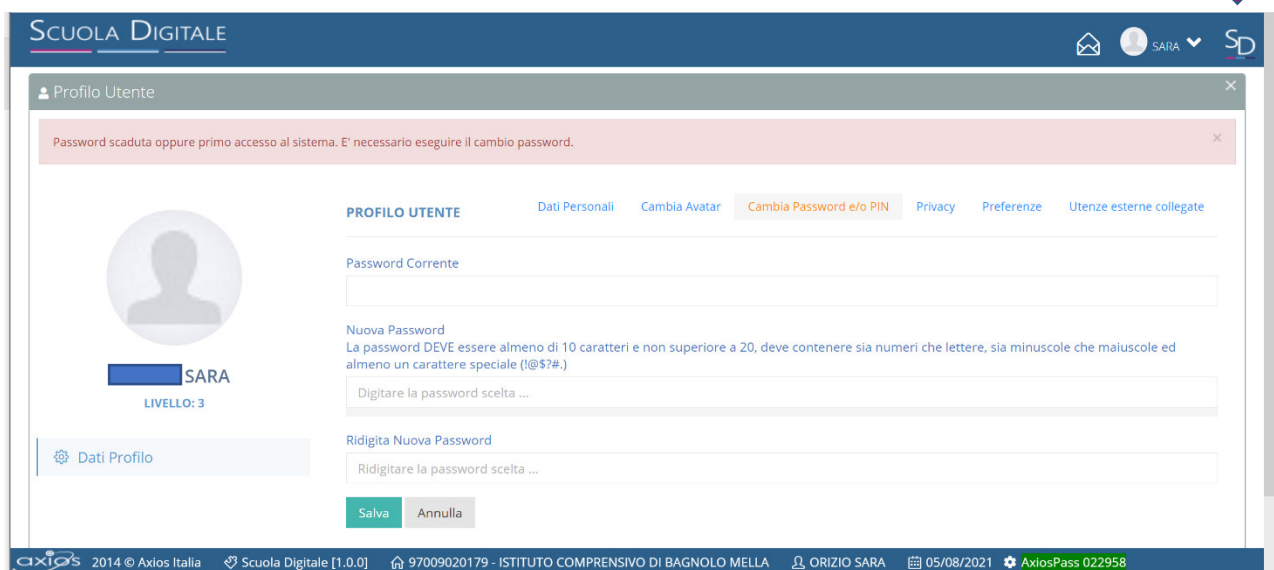 SCUOLA DIGITALE
SARA
SD
Profilo Utente
Password scaduta oppure primo accesso al sistema. E' necessario eseguire il cambio password.
PROFILO UTENTE
Dati Personali
Cambia Avatar
Cambia Password e/o PIN
Privacy
Preferenze
Utenze esterne collegate
SARA
LIVELLO: 3
Dati Profilo
Password Corrente
Nuova Password
La password DEVE essere almeno di 10 caratteri e non superiore a 20, deve contenere sia numeri che lettere, sia minuscole che maiuscole ed
almeno un carattere speciale (!@$?#.)
Digitare la password scelta ...
Ridigita Nuova Password
Ridigitare la password scelta ...
Salva
Annulla
axios 2014 © Axios Italia Scuola Digitale [1.0.0] 97009020179 - ISTITUTO COMPRENSIVO DI BAGNOLO MELLA ORIZIO SARA 05/08/2021 AxiosPass 022958